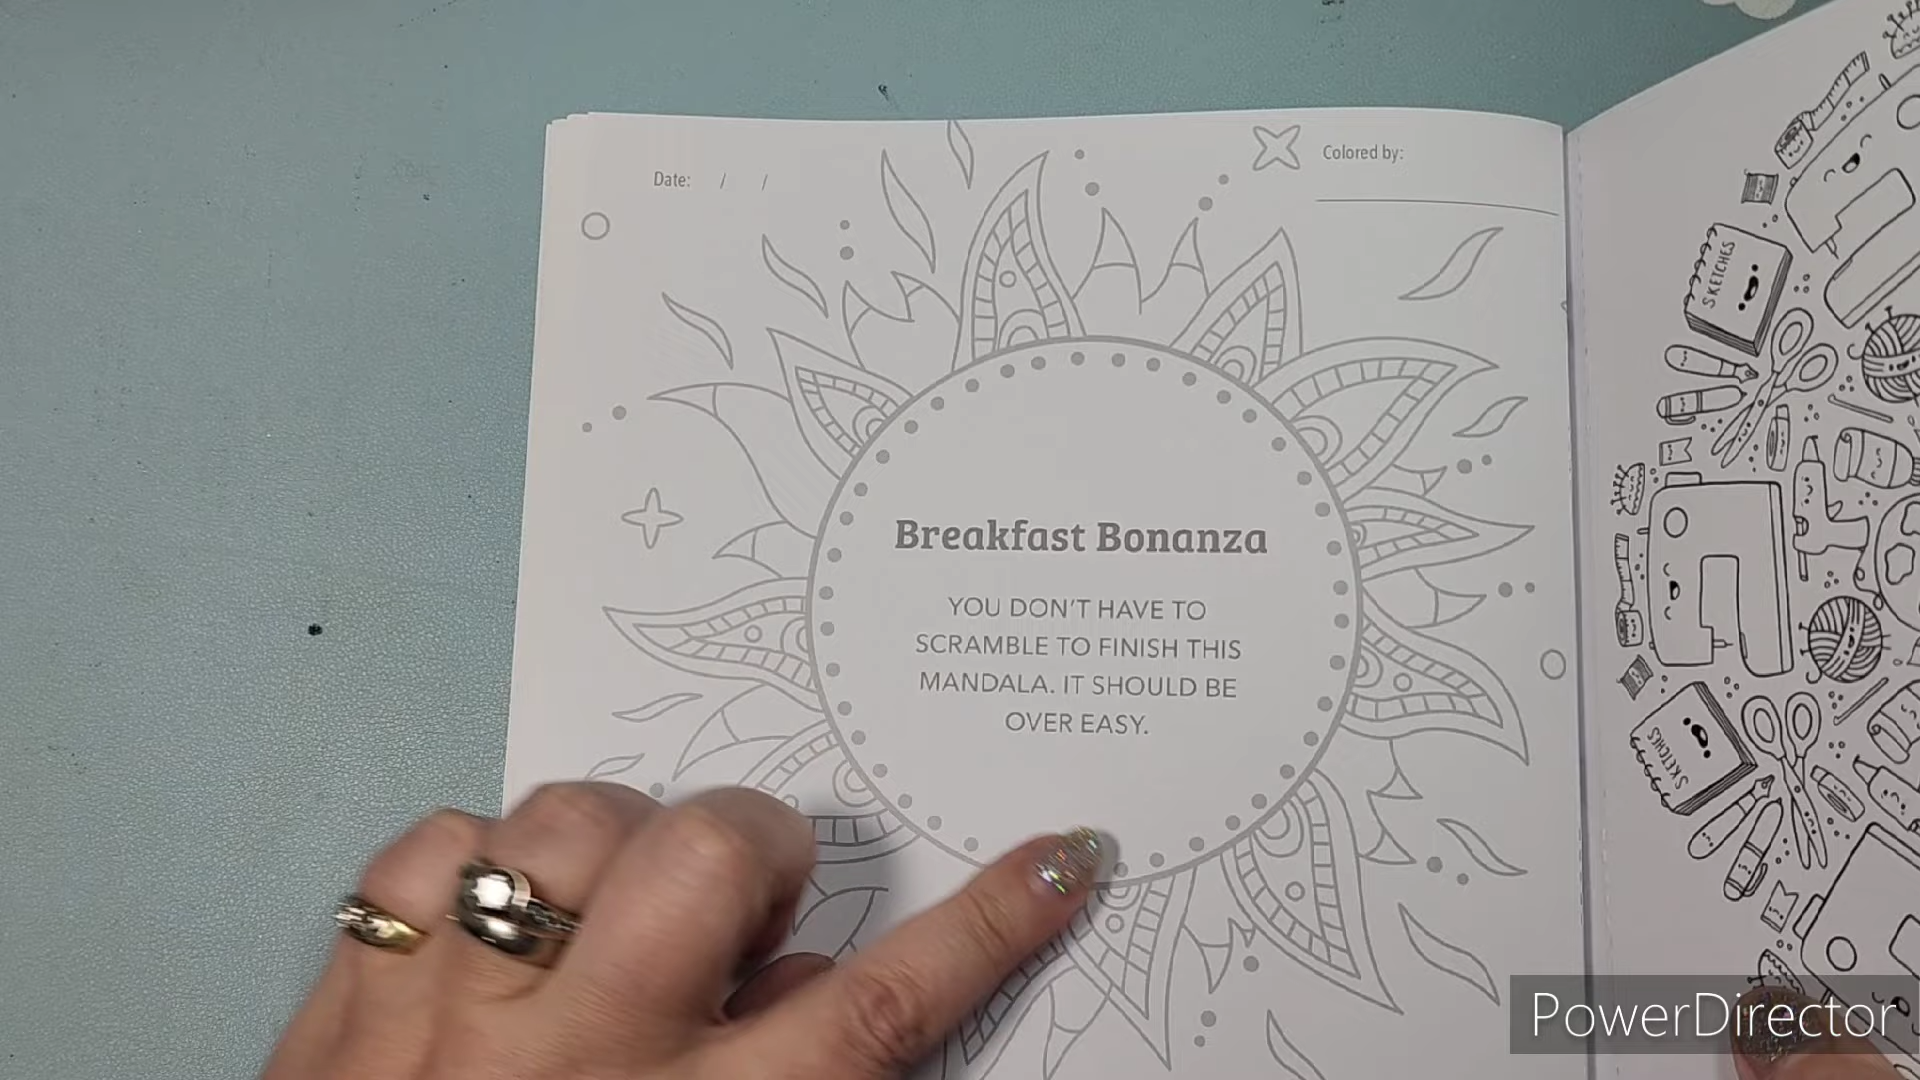 Date: / /
Colored by:
Breakfast Bonanza
YOU DON'T HAVE TO
SCRAMBLE TO FINISH THIS
MANDALA. IT SHOULD BE
OVER EASY.
SKETCHES
SKETCHES
PowerDirector